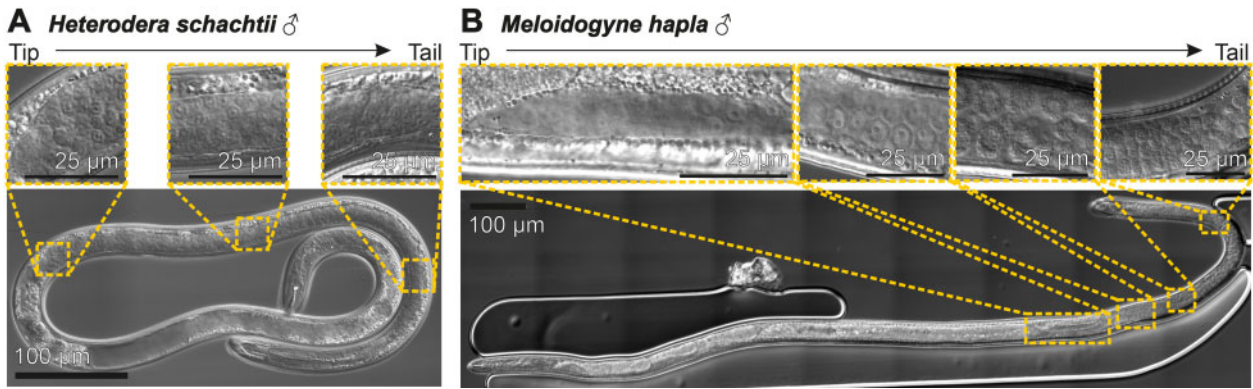 A Heterodera schachtii ♂
Tip Tail
25 µm 25 µm 25 µm
100 µm
B Meloidogyne hapla ♂
Tip Tail
25 µm 25 µm 25 µm 25 µm
100 µm